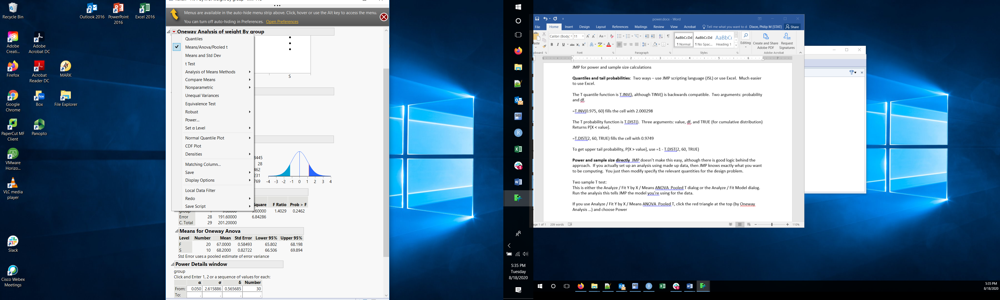 Recycle Bin
Outlook 2016
PowerPoint
2016
Excel 2016
Adobe
Creati...
Adobe
Acrobat DC
Firefox
Acrobat
Reader DC
MARK
Google
Chrome
Box
File Explorer
PaperCut MF
Client
Panopto
VMware
Horizo...
VLC media
player
Slack
Cisco Webex
Meetings
Menus are available in the auto-hide menu strip above. Click, hover or use the Alt key to access the menu.
You can turn off auto-hiding in Preferences. Open Preferences
Oneway Analysis of weight By group
Quantiles
Means/Anova/Pooled t
Means and Std Dev
t Test
Analysis of Means Methods
Compare Means
Nonparametric
Unequal Variances
Equivalence Test
Robust
Power...
Set α Level
Normal Quantile Plot
CDF Plot
Densities
Matching Column...
Save
Display Options
Local Data Filter
Redo
Save Script
S
8445
28
462
231
769
-4 -3 -2 -1 0 1 2 3 4
Square F Ratio Prob > F
group 1 9.60000 9.60000 1.4029 0.2462
Error 28 191.60000 6.84286
C. Total 29 201.20000
Means for Oneway Anova
Level Number Mean Std Error Lower 95% Upper 95%
F 20 67.0000 0.58493 65.802 68.198
S 10 68.2000 0.82722 66.506 69.894
Std Error uses a pooled estimate of error variance
Power Details window
group
Click and Enter 1, 2 or a sequence of values for each:
α σ δ Number
From: 0.050 2.615886 0.565685 30
To: . . . .
5:35 PM
Tuesday
8/18/2020
power.docx - Word
File Home Insert Design Layout References Mailings Review View Acrobat Tell me what you want to d Dixon, Philip M [STAT] Share
Calibri (Body) 11
AaBbCcDd AaBbCcDd AaBbCc
¶ Normal ¶ No Spac... Heading 1
Editing
Create and Share
Adobe PDF
Request
Signatures
Font Paragraph Styles Adobe Acrobat
JMP for power and sample size calculations
Quantiles and tail probabilities: Two ways – use JMP scripting language (JSL) or use Excel. Much easier
to use Excel.
The T quantile function is T.INV(), although TINV() is backwards compatible. Two arguments: probability
and df.
=T.INV(0.975, 60) fills the cell with 2.000298
The T probability function is T.DIST(). Three arguments: value, df, and TRUE (for cumulative distribution)
Returns P[X < value].
=T.DIST(2, 60, TRUE) fills the cell with 0.9749
To get upper tail probability, P[X > value], use =1 - T.DIST(2, 60, TRUE)
Power and sample size directly JMP doesn't make this easy, although there is good logic behind the
approach. If you actually set up an analysis using made up data, then JMP knows exactly what you want
to be computing. You just then modify specify the relevant quantities for the design problem.
Two sample T test:
This is either the Analyze / Fit Y by X / Means ANOVA Pooled T dialog or the Analyze / Fit Model dialog.
Run the analysis this tells JMP the model you're using for the data.
If you use Analyze / Fit Y by X / Means ANOVA Pooled T, click the red triangle at the top (by Oneway
Analysis …) and choose Power
age 1 of 1 209 words
110%
5:35 PM
8/18/2020